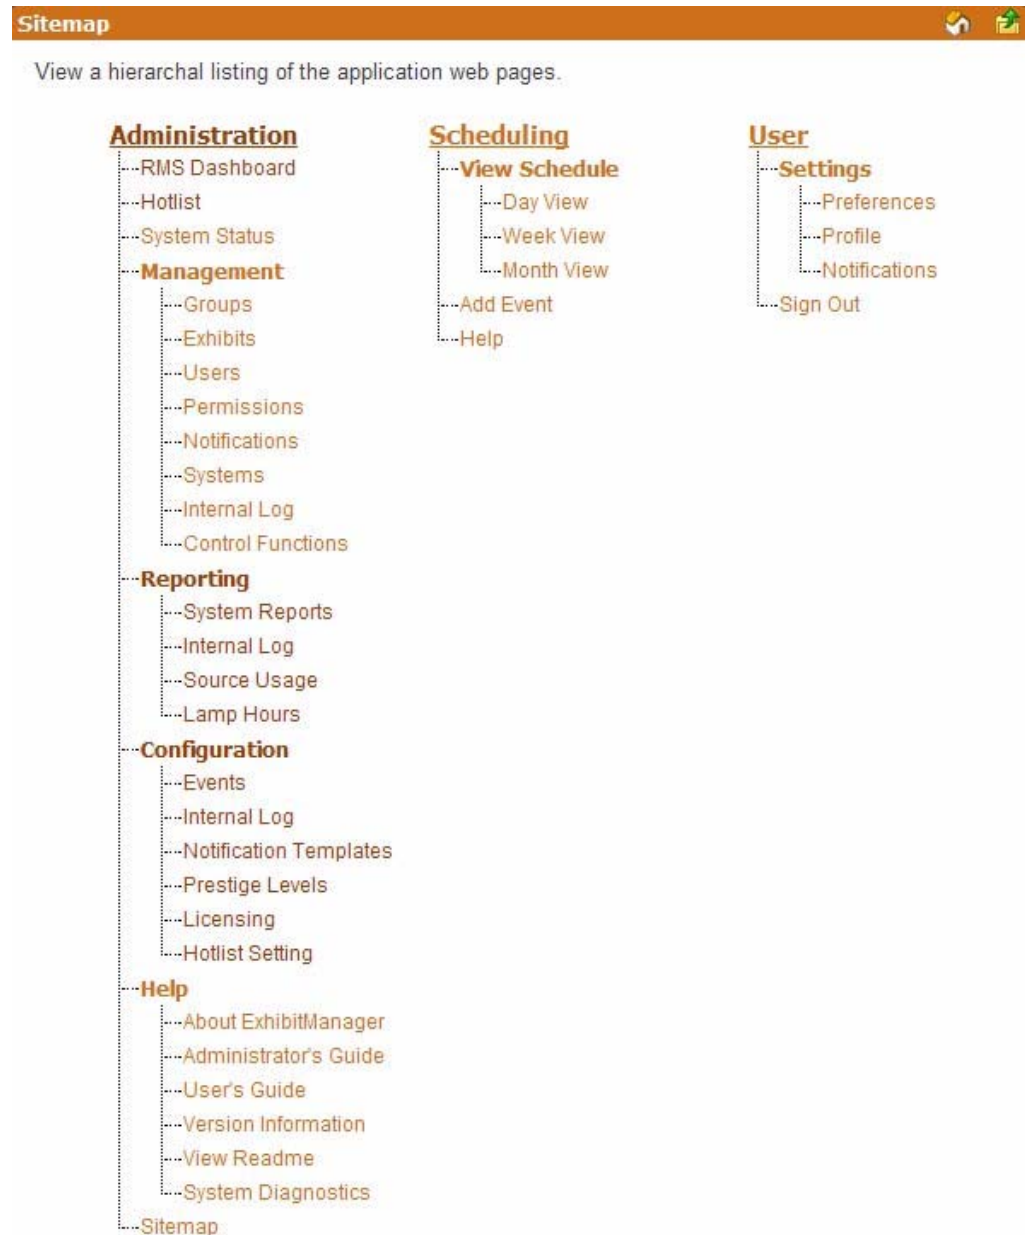 Sitemap
View a hierarchal listing of the application web pages.
Administration
RMS Dashboard
Hotlist
System Status
Management
Groups
Exhibits
Users
Permissions
Notifications
Systems
Internal Log
Control Functions
Reporting
System Reports
Internal Log
Source Usage
Lamp Hours
Configuration
Events
Internal Log
Notification Templates
Prestige Levels
Licensing
Hotlist Setting
Help
About ExhibitManager
Administrator's Guide
User's Guide
Version Information
View Readme
System Diagnostics
Sitemap
Scheduling
View Schedule
Day View
Week View
Month View
Add Event
Help
User
Settings
Preferences
Profile
Notifications
Sign Out